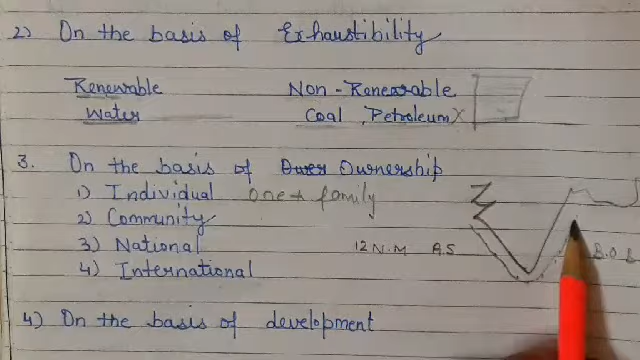 2) On the basis of Exhaustibility
Renewable Non-Renewable
Water Coal, Petroleum X
3. On the basis of Ownership
1) Individual One family
2) Community
3) National 12 N.M A.S B.O.B
4) International
4) On the basis of development